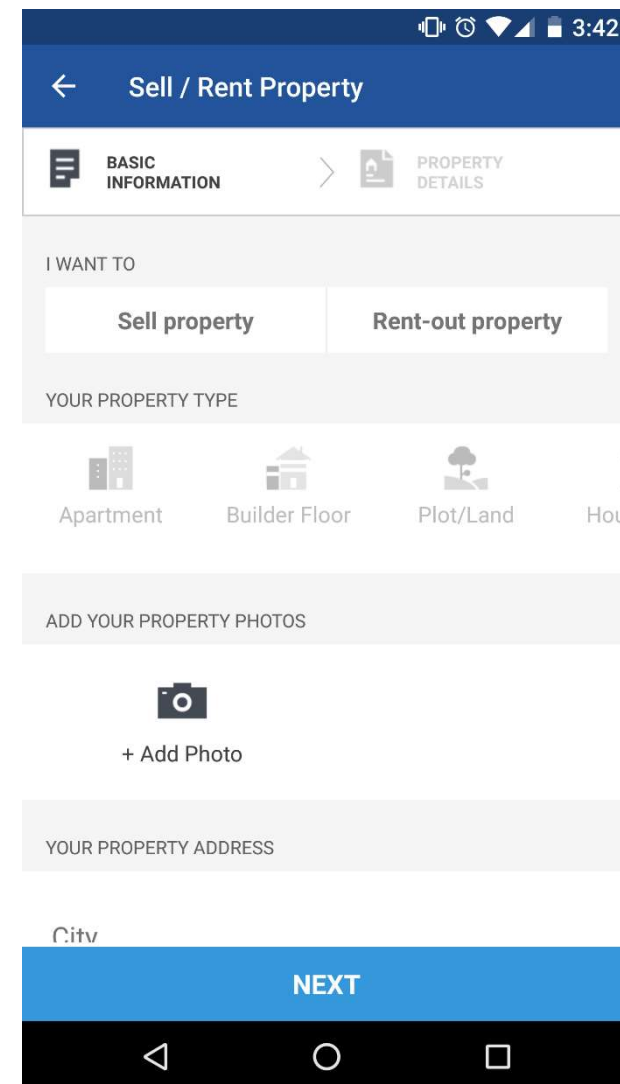 3:42
Sell / Rent Property
BASIC
INFORMATION
PROPERTY
DETAILS
I WANT TO
Sell property
Rent-out property
YOUR PROPERTY TYPE
Apartment
Builder Floor
Plot/Land
Hou
ADD YOUR PROPERTY PHOTOS
+ Add Photo
YOUR PROPERTY ADDRESS
City
NEXT